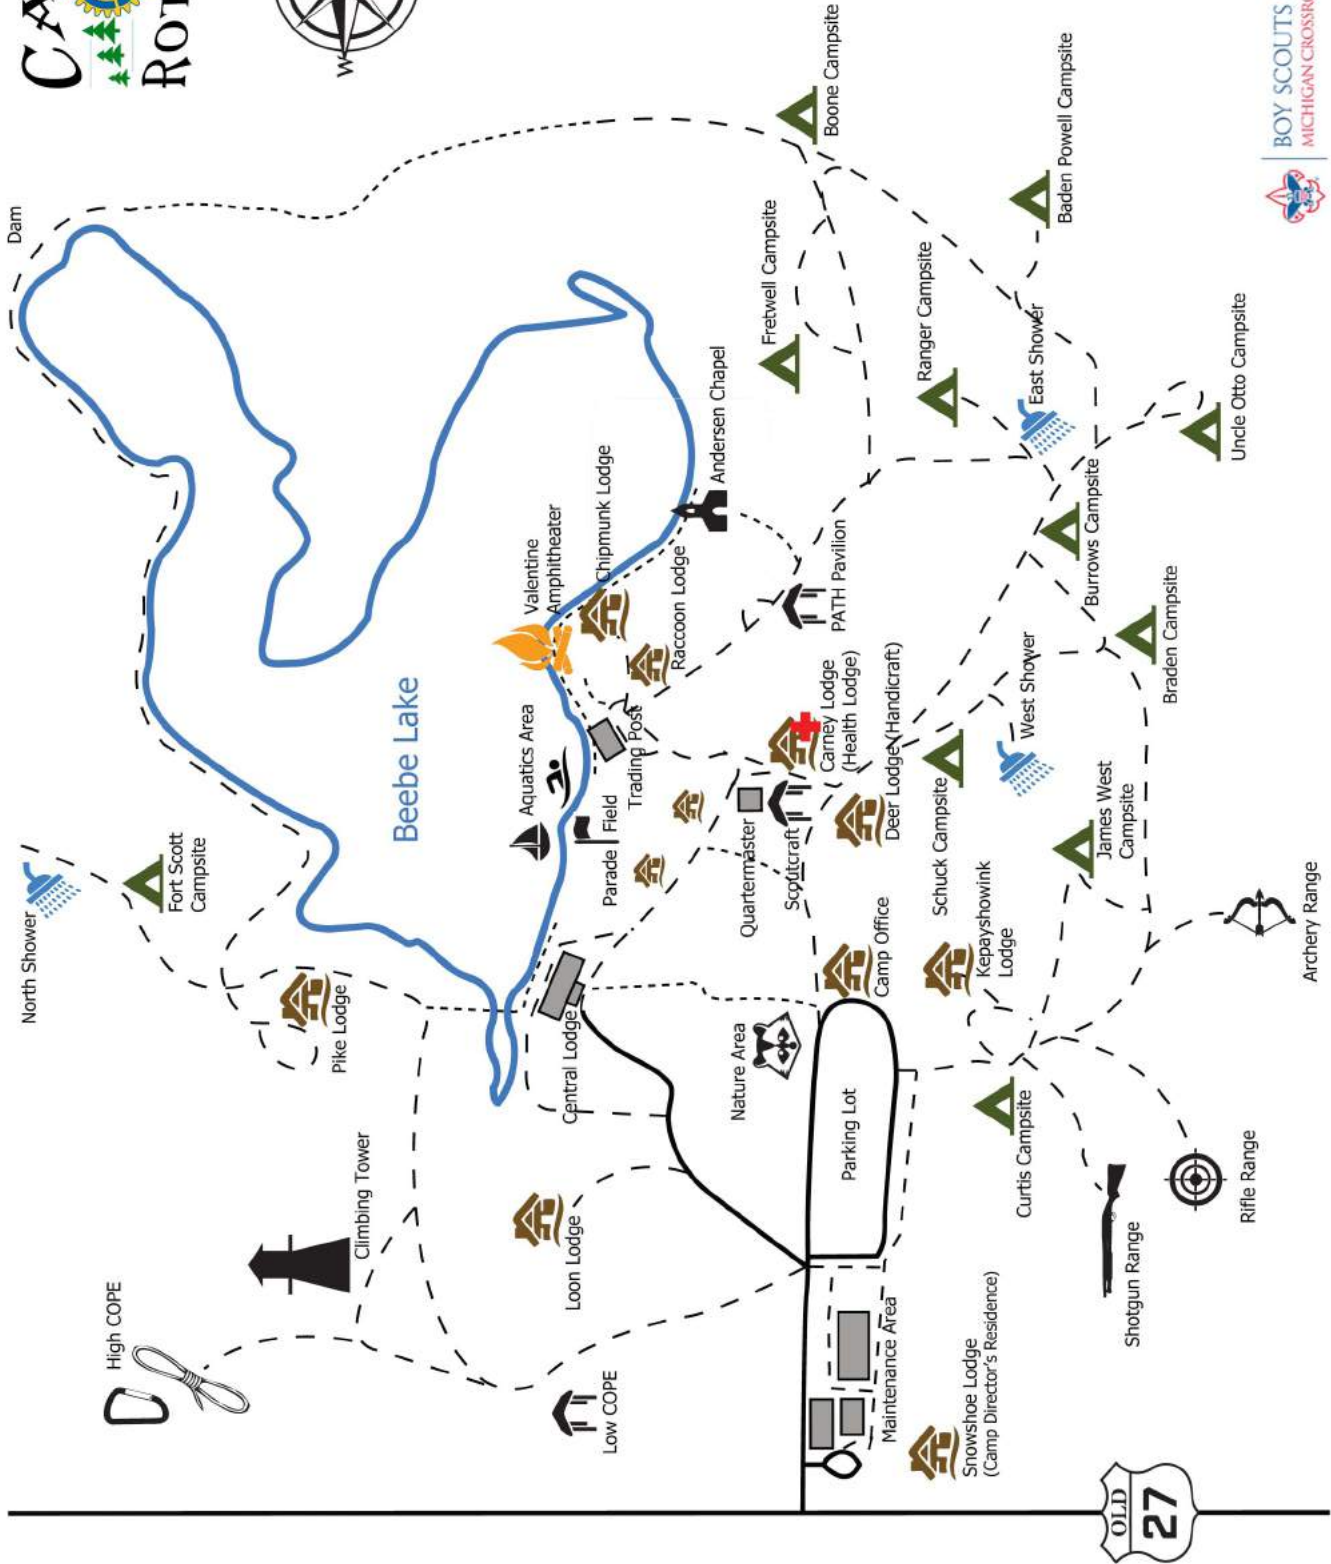 CA
ROT
W
North Shower
Dam
High COPE
Fort Scott
Campsite
Pike Lodge
Climbing Tower
Beebe Lake
Valentine
Amphitheater
Aquatics Area
Loon Lodge
Central Lodge
Chipmunk Lodge
Low COPE
Parade Field
Trading Post
Raccoon Lodge
Andersen Chapel
Nature Area
Quartermaster
Fretwell Campsite
Scoutcraft
Boone Campsite
PATH Pavilion
Carney Lodge
(Health Lodge)
Parking Lot
Camp Office
Deer Lodge (Handicraft)
Maintenance Area
Ranger Campsite
Schuck Campsite
Snowshoe Lodge
(Camp Director's Residence)
Kepayshowink
Lodge
Curtis Campsite
West Shower
East Shower
Baden Powell Campsite
Burrows Campsite
James West
Campsite
OLD
27
Shotgun Range
Braden Campsite
Uncle Otto Campsite
Rifle Range
Archery Range
BOY SCOUTS
MICHIGAN CROSSR